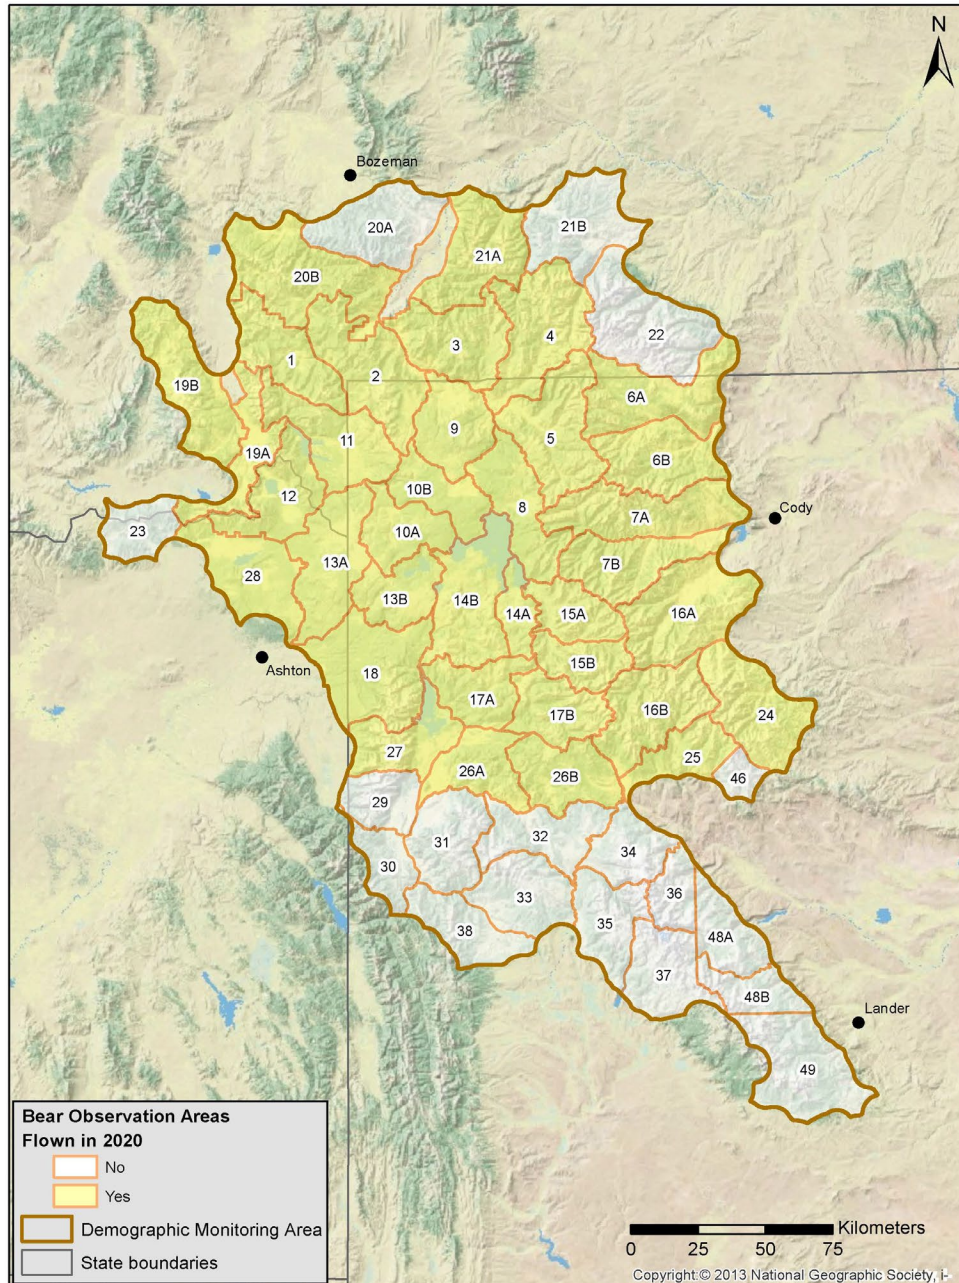 N
Bozeman
20A
21B
21A
20B
22
3
4
1
2
19B
6A
9
11
5
19A
6B
10B
12
8
7A
Cody
23
10A
13A
7B
28
13B
14B
14A
15A
16A
Ashton
15B
18
17A
16B
17B
24
27
25
26A
26B
46
29
32
31
34
30
36
33
35
38
48A
37
48B
Lander
49
Bear Observation Areas
Flown in 2020
No
Yes
Demographic Monitoring Area
State boundaries
Kilometers
0 25 50 75
Copyright:© 2013 National Geographic Society, i-